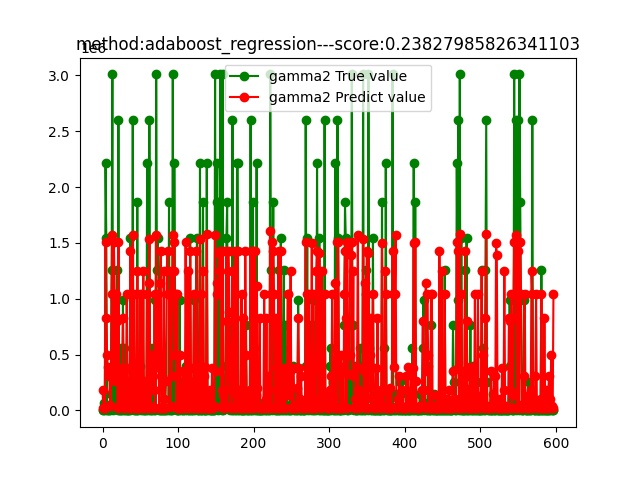 method:adaboost_regression---score:0.23827985826341103
1e6
gamma2 True value
gamma2 Predict value
3.0
2.5
2.0
1.5
1.0
0.5
0.0
0 100 200 300 400 500 600